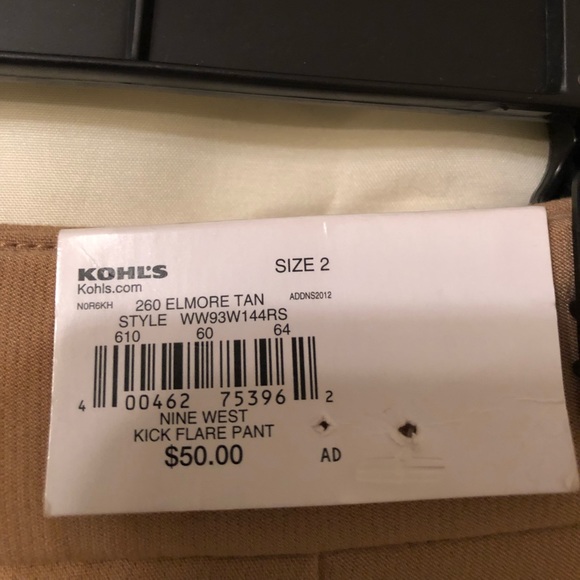 KOHL'S SIZE 2
Kohls.com
N0R6KH 260 ELMORE TAN ADDNS2012
STYLE WW93W144RS
610 60 64
4 00462 75396 2
NINE WEST
KICK FLARE PANT
$50.00 AD